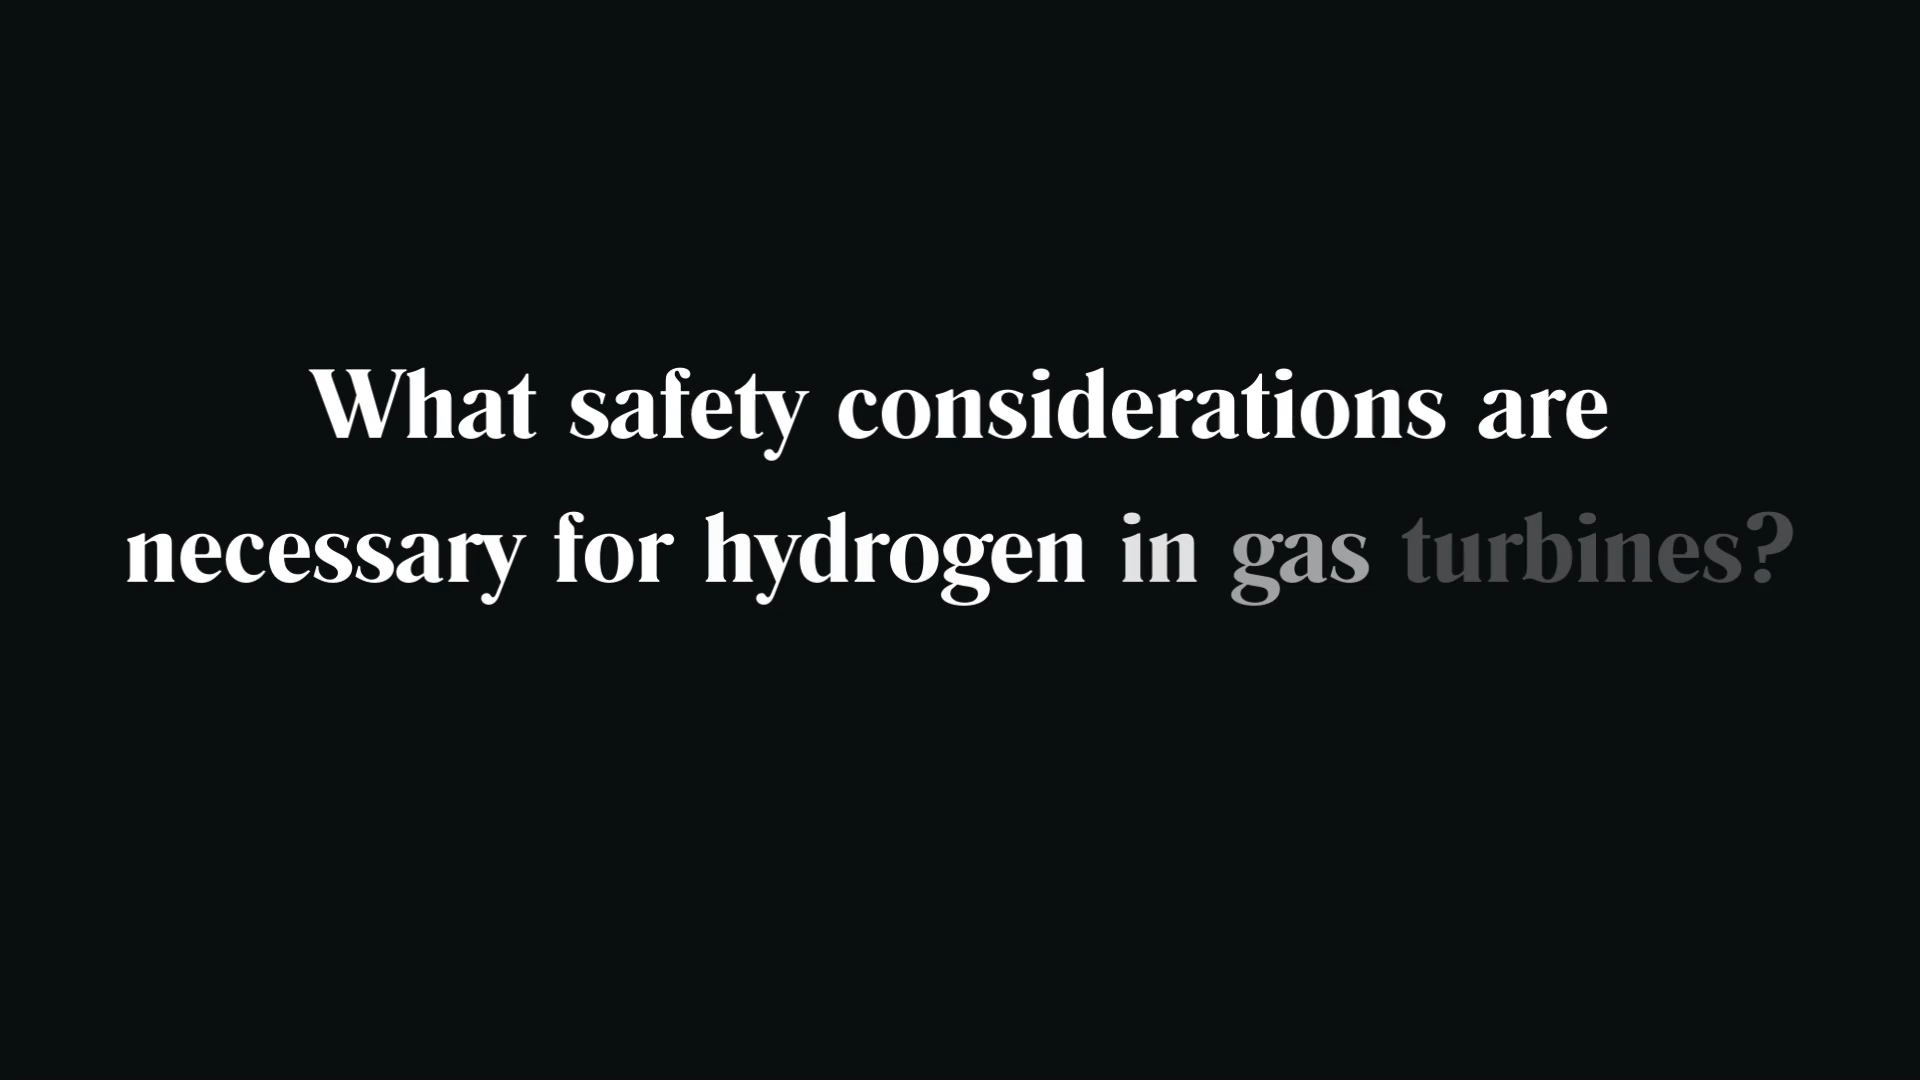 What safety considerations are
necessary for hydrogen in gas turbines?